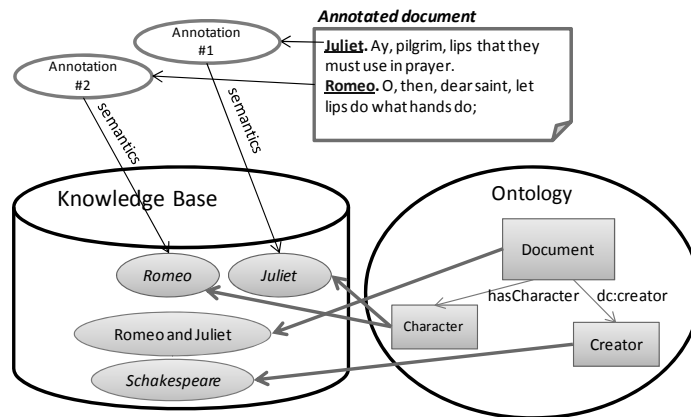 Annotated document
Annotation
#1
Juliet. Ay, pilgrim, lips that they
must use in prayer.
Romeo. O, then, dear saint, let
lips do what hands do;
Annotation
#2
semantics
semantics
Knowledge Base
Ontology
Document
Romeo
Juliet
hasCharacter
dc:creator
Character
Romeo and Juliet
Creator
Schakespeare